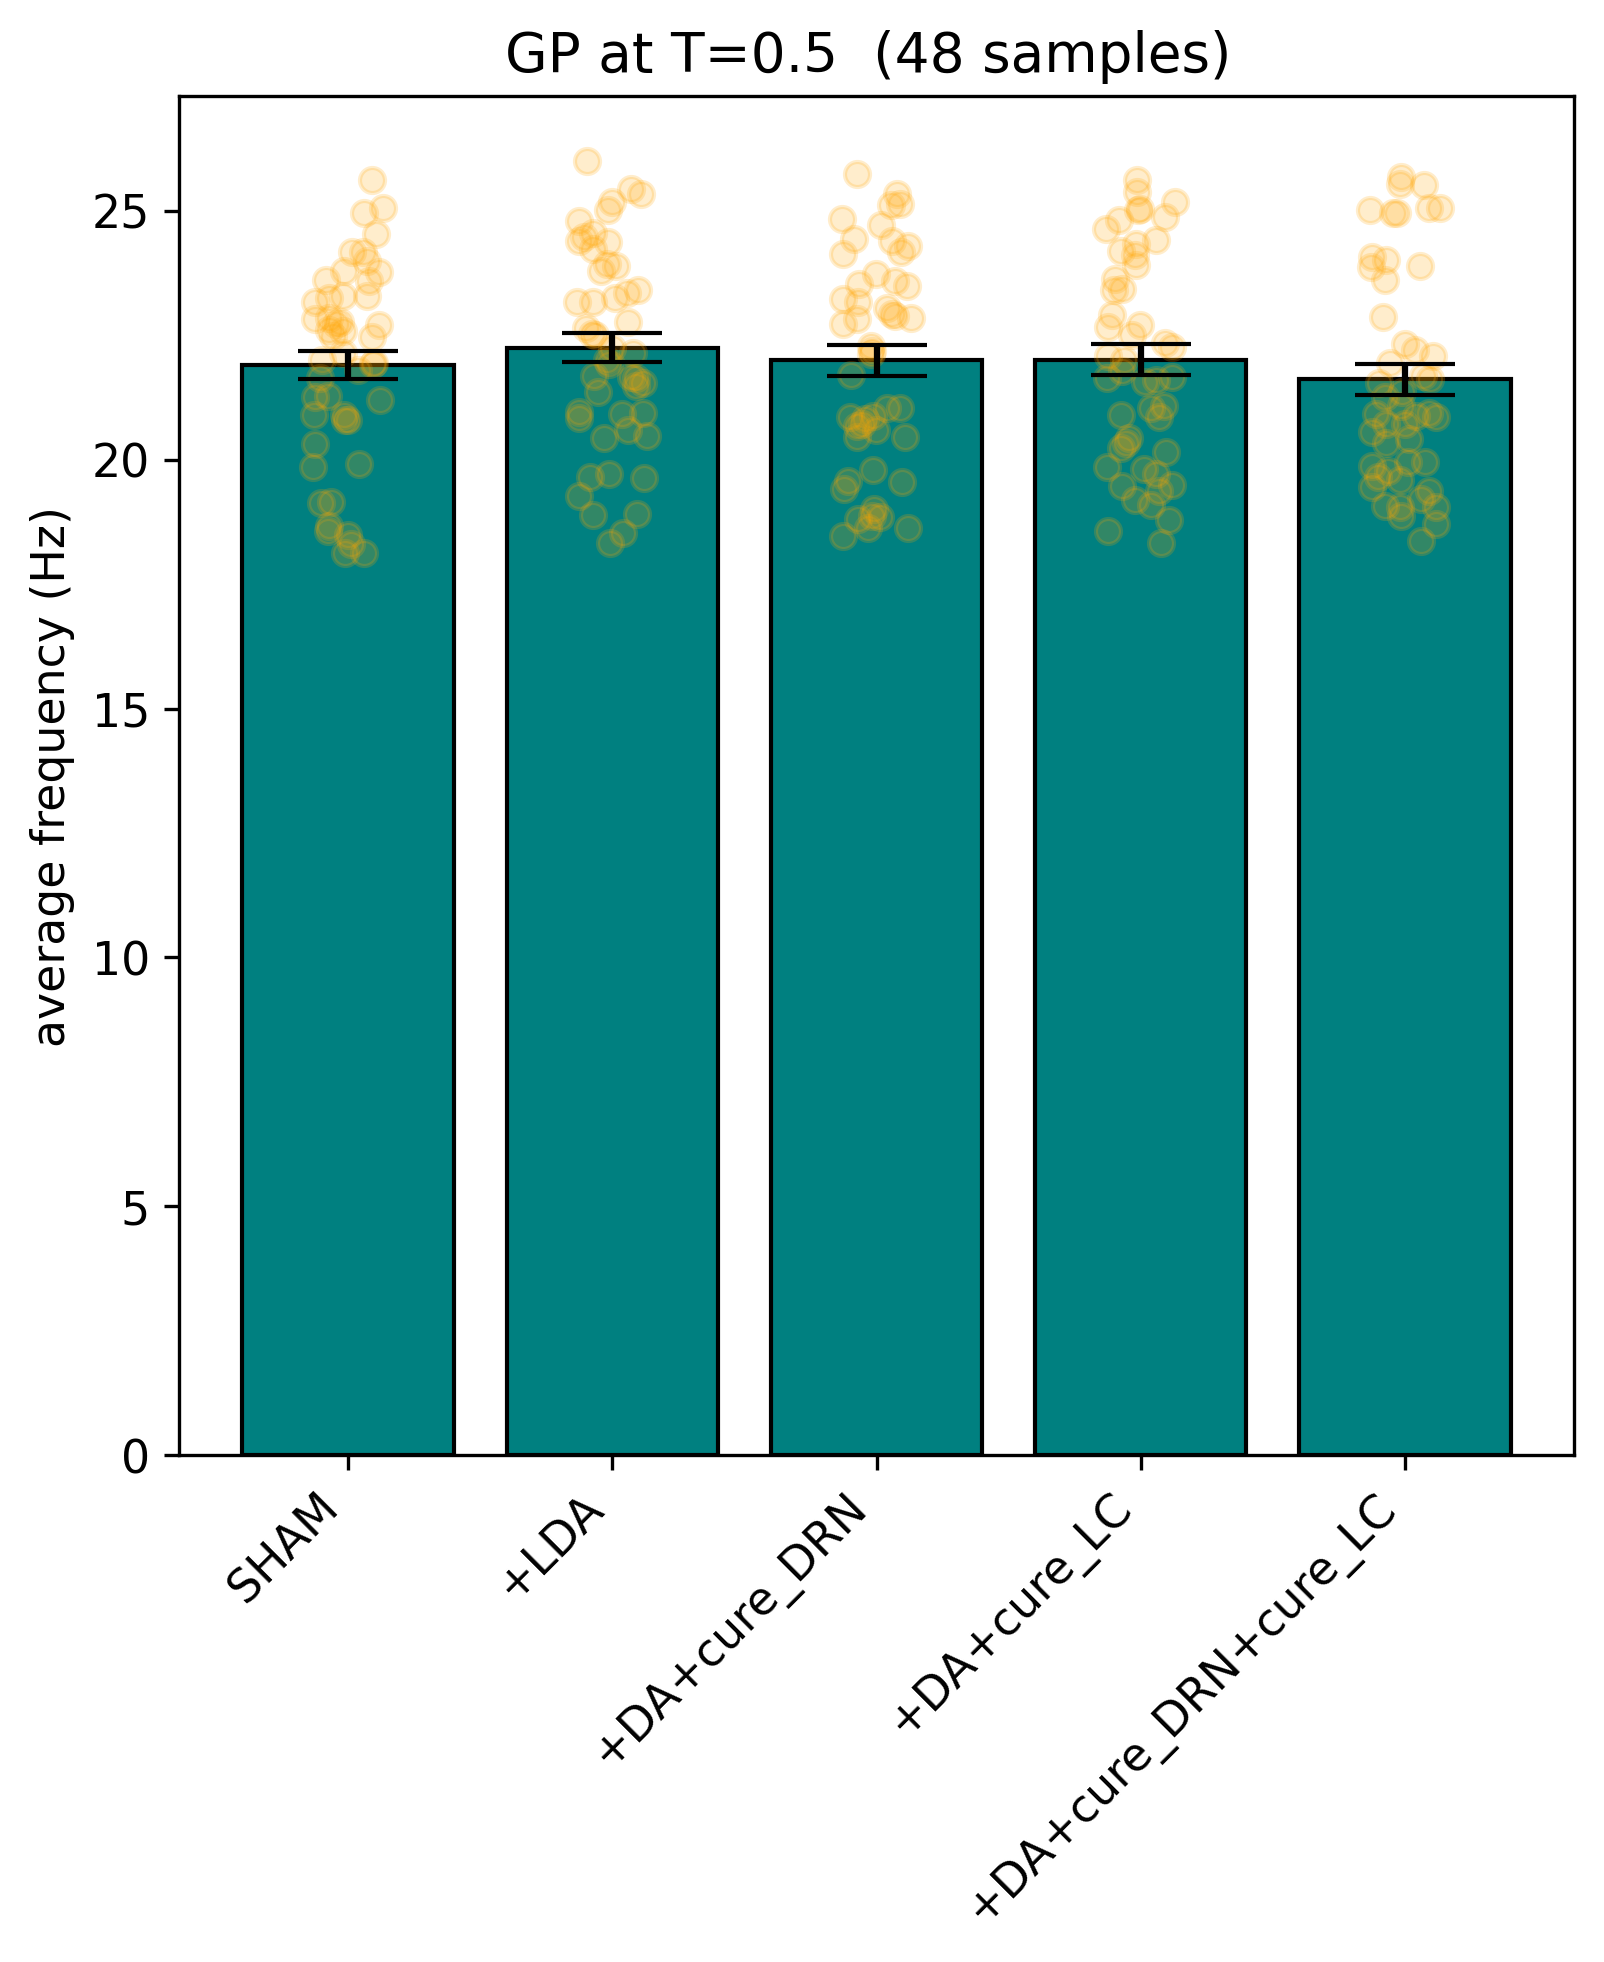 GP at T=0.5  (48 samples)
average frequency (Hz)
25
20
15
10
5
0
SHAM
+LDA
+DA+cure_DRN
+DA+cure_LC
+DA+cure_DRN+cure_LC